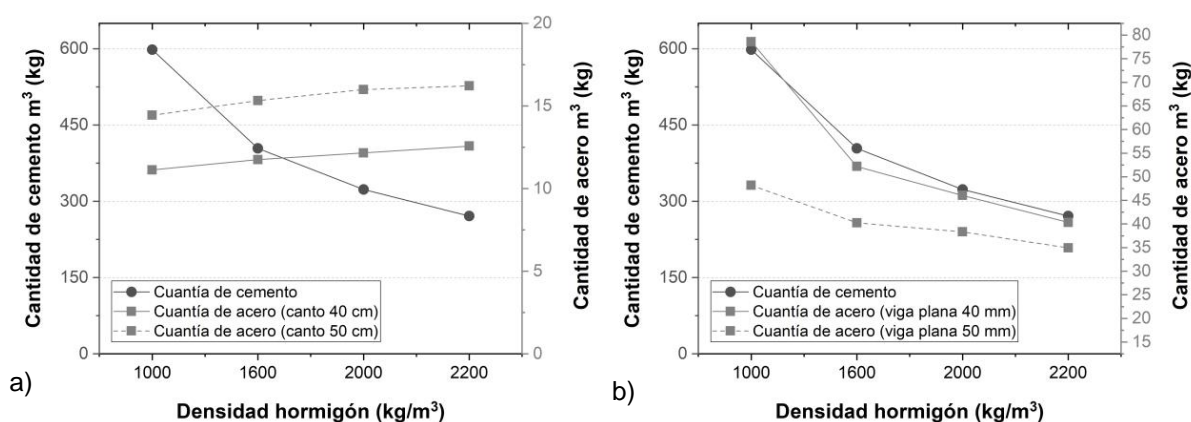 600
450
300
150
0
Cantidad de cemento m³ (kg)
20
15
10
5
0
Cantidad de acero m³ (kg)
Cuantía de cemento
Cuantía de acero (canto 40 cm)
Cuantía de acero (canto 50 cm)
1000 1600 2000 2200
Densidad hormigón (kg/m³)
a)
600
450
300
150
0
Cantidad de cemento m³ (kg)
80
75
70
65
60
55
50
45
40
35
30
25
20
15
Cantidad de acero m³ (kg)
Cuantía de cemento
Cuantía de acero (viga plana 40 mm)
Cuantía de acero (viga plana 50 mm)
1000 1600 2000 2200
Densidad hormigón (kg/m³)
b)